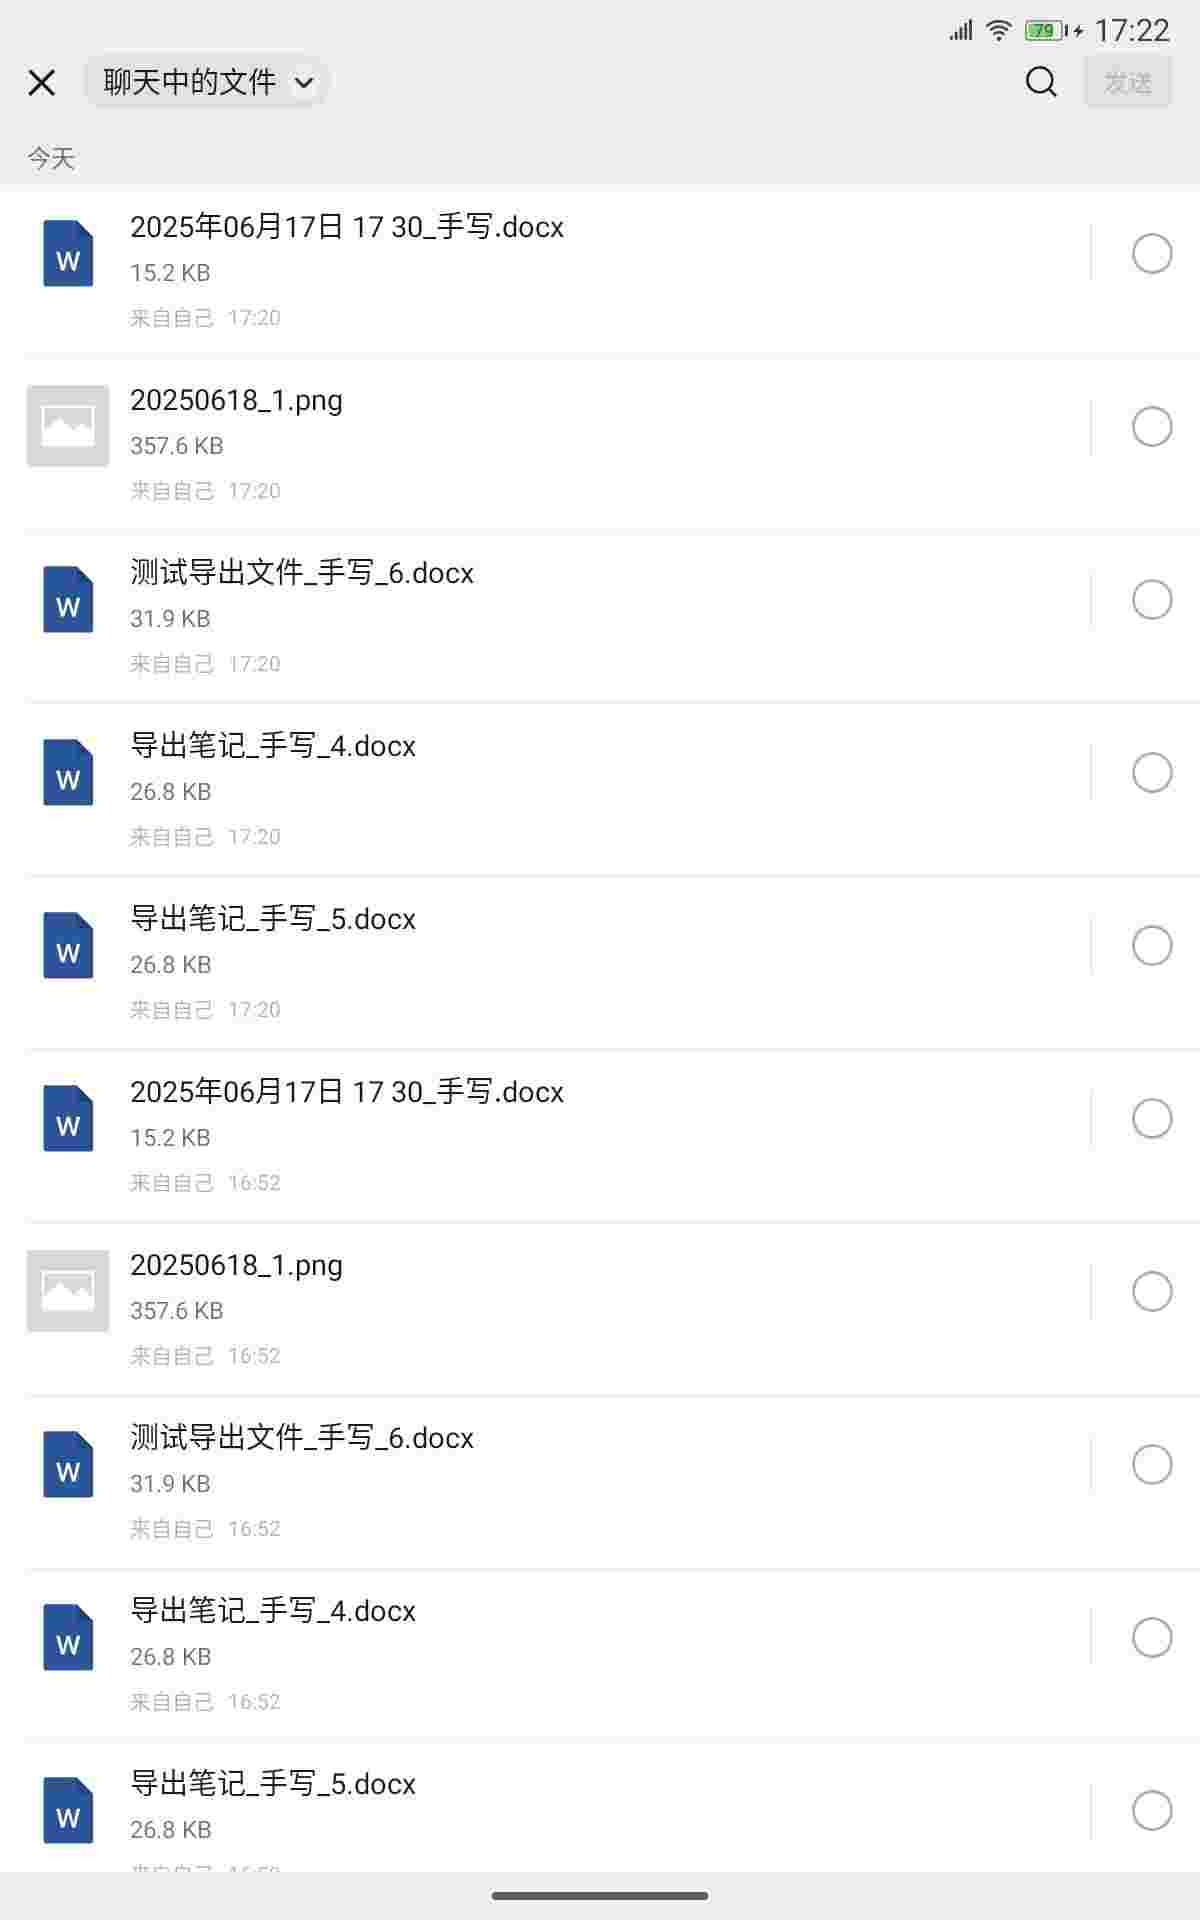 79 17:22
聊天中的文件 发送
今天
2025年06月17日 17 30_手写.docx
W
15.2 KB
来自自己 17:20
20250618_1.png
357.6 KB
来自自己 17:20
测试导出文件_手写_6.docx
W
31.9 KB
来自自己 17:20
导出笔记_手写_4.docx
W
26.8 KB
来自自己 17:20
导出笔记_手写_5.docx
W
26.8 KB
来自自己 17:20
2025年06月17日 17 30_手写.docx
W
15.2 KB
来自自己 16:52
20250618_1.png
357.6 KB
来自自己 16:52
测试导出文件_手写_6.docx
W
31.9 KB
来自自己 16:52
导出笔记_手写_4.docx
W
26.8 KB
来自自己 16:52
导出笔记_手写_5.docx
W
26.8 KB